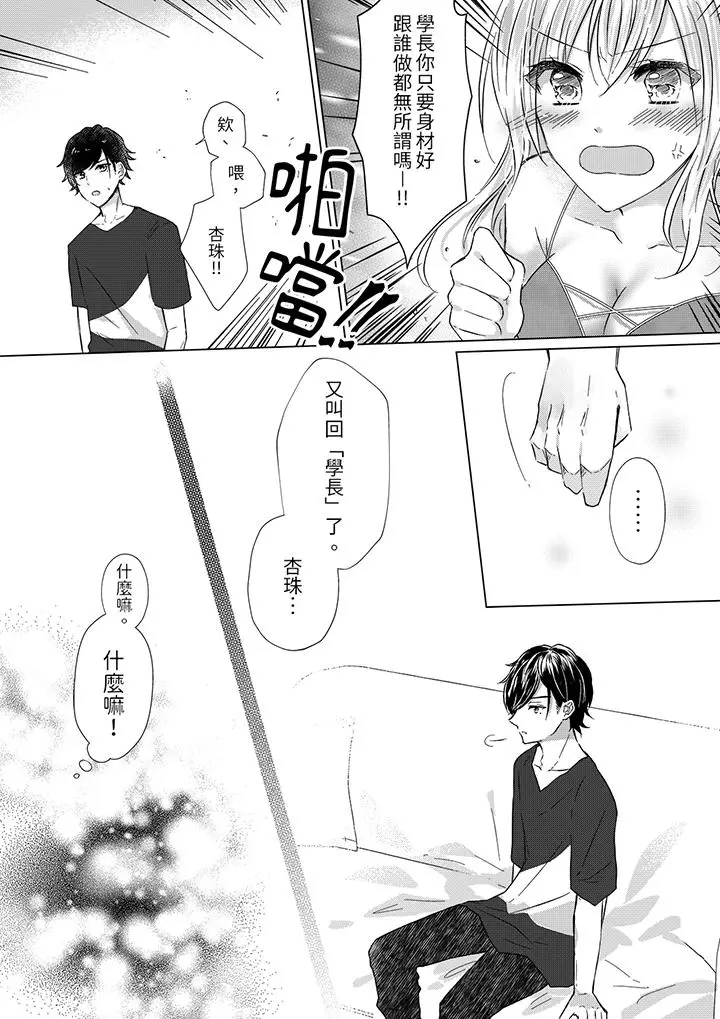 學長你只要身材好
跟誰做都無所謂嗎—!!
啪噹!!
欸、
喂,
杏珠!!
……
又叫回「學長」了。
杏珠…
什麼嘛。
什麼嘛!